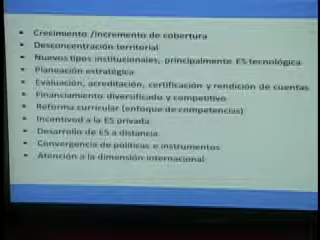 • Crecimiento /incremento de cobertura
• Desconcentración territorial
• Nuevos tipos institucionales, principalmente ES tecnológica
• Planeación estratégica
• Evaluación, acreditación, certificación y rendición de cuentas
• Financiamiento diversificado y competitivo
• Reforma curricular (enfoque de competencias)
• Incentivod a la ES privada
• Desarrollo de ES a distancia
• Convergencia de políticas e instrumentos
• Atención a la dimensión internacional